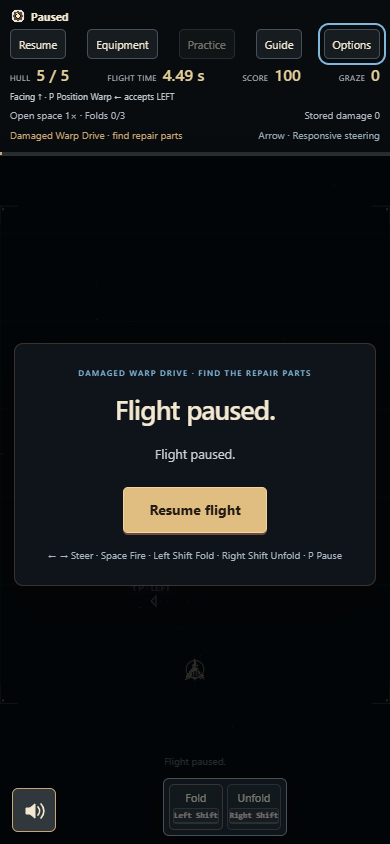 Paused
Resume Equipment Practice Guide Options
HULL 5 / 5 FLIGHT TIME 4.49 s SCORE 100 GRAZE 0
Facing ↑ · P Position Warp ← accepts LEFT
Open space 1× · Folds 0/3 Stored damage 0
Damaged Warp Drive · find repair parts Arrow · Responsive steering
DAMAGED WARP DRIVE · FIND THE REPAIR PARTS
Flight paused.
Flight paused.
Resume flight
← → Steer · Space Fire · Left Shift Fold · Right Shift Unfold · P Pause
P · LEFT
Flight paused.
Fold Unfold
Left Shift Right Shift